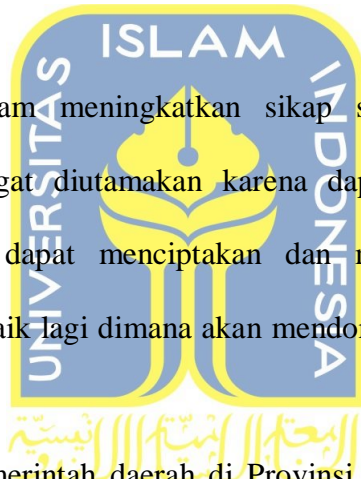 ISLAM
UNIVERSITAS
INDONESIA
am meningkatkan sikap s
gat diutamakan karena dap
dapat menciptakan dan
aik lagi dimana akan mendor
merintah daerah di Provinsi